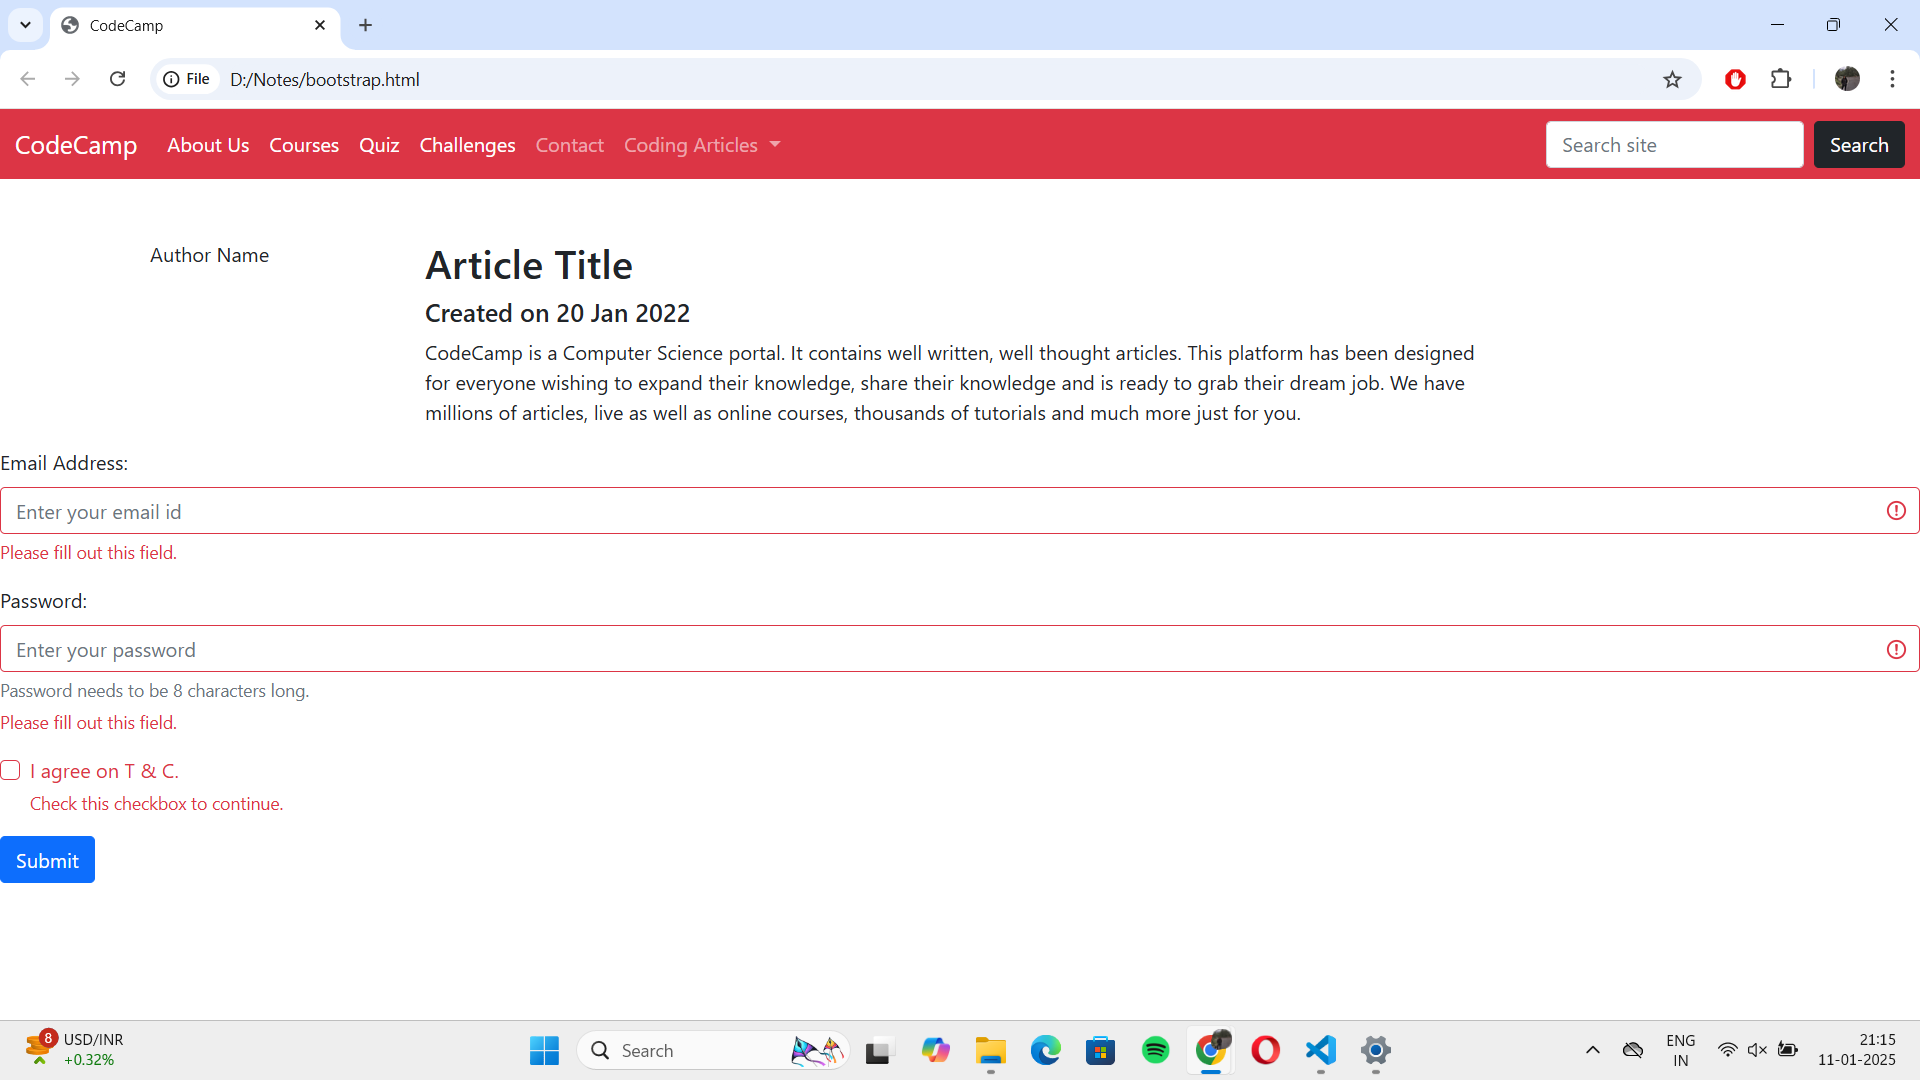 CodeCamp
File D:/Notes/bootstrap.html
CodeCamp About Us Courses Quiz Challenges Contact Coding Articles Search site Search
Author Name
Article Title
Created on 20 Jan 2022
CodeCamp is a Computer Science portal. It contains well written, well thought articles. This platform has been designed
for everyone wishing to expand their knowledge, share their knowledge and is ready to grab their dream job. We have
millions of articles, live as well as online courses, thousands of tutorials and much more just for you.
Email Address:
Enter your email id
Please fill out this field.
Password:
Enter your password
Password needs to be 8 characters long.
Please fill out this field.
I agree on T & C.
Check this checkbox to continue.
Submit
8 USD/INR
+0.32%
Search
ENG
IN
21:15
11-01-2025